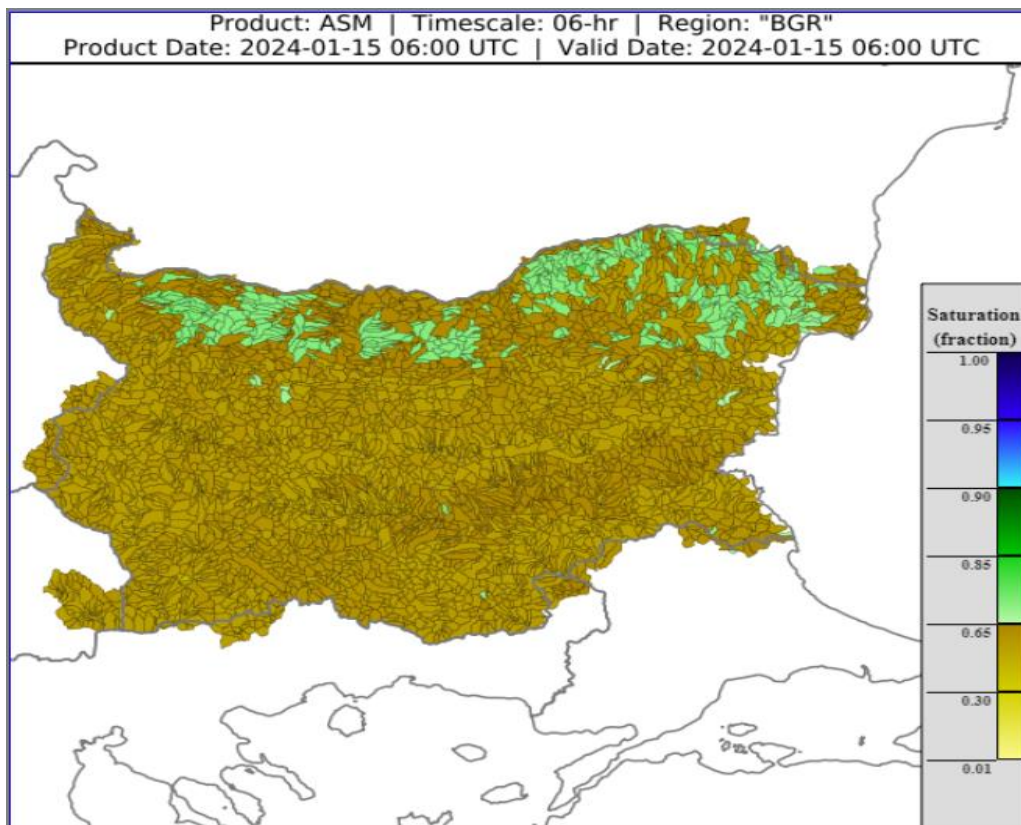 Product: ASM | Timescale: 06-hr | Region: "BGR"
Product Date: 2024-01-15 06:00 UTC | Valid Date: 2024-01-15 06:00 UTC
Saturation
(fraction)
1.00
0.95
0.90
0.85
0.65
0.30
0.01